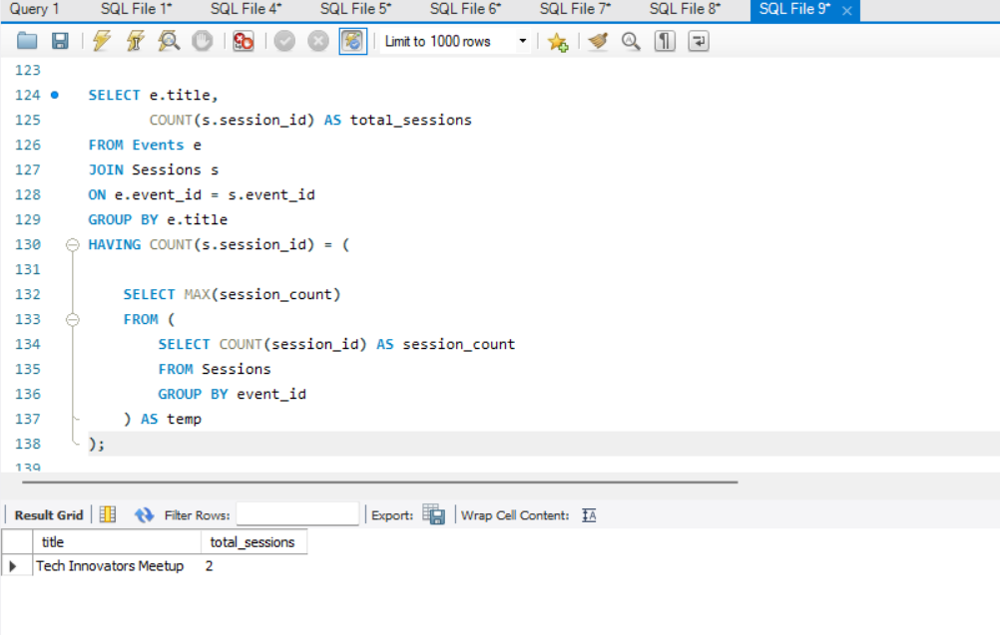 Query 1 SQL File 1* SQL File 4* SQL File 5* SQL File 6* SQL File 7* SQL File 8* SQL File 9* ×
Limit to 1000 rows
123
124 SELECT e.title,
125 COUNT(s.session_id) AS total_sessions
126 FROM Events e
127 JOIN Sessions s
128 ON e.event_id = s.event_id
129 GROUP BY e.title
130 HAVING COUNT(s.session_id) = (
131
132 SELECT MAX(session_count)
133 FROM (
134 SELECT COUNT(session_id) AS session_count
135 FROM Sessions
136 GROUP BY event_id
137 ) AS temp
138 );
139
Result Grid Filter Rows: Export: Wrap Cell Content: IA
title total_sessions
Tech Innovators Meetup 2